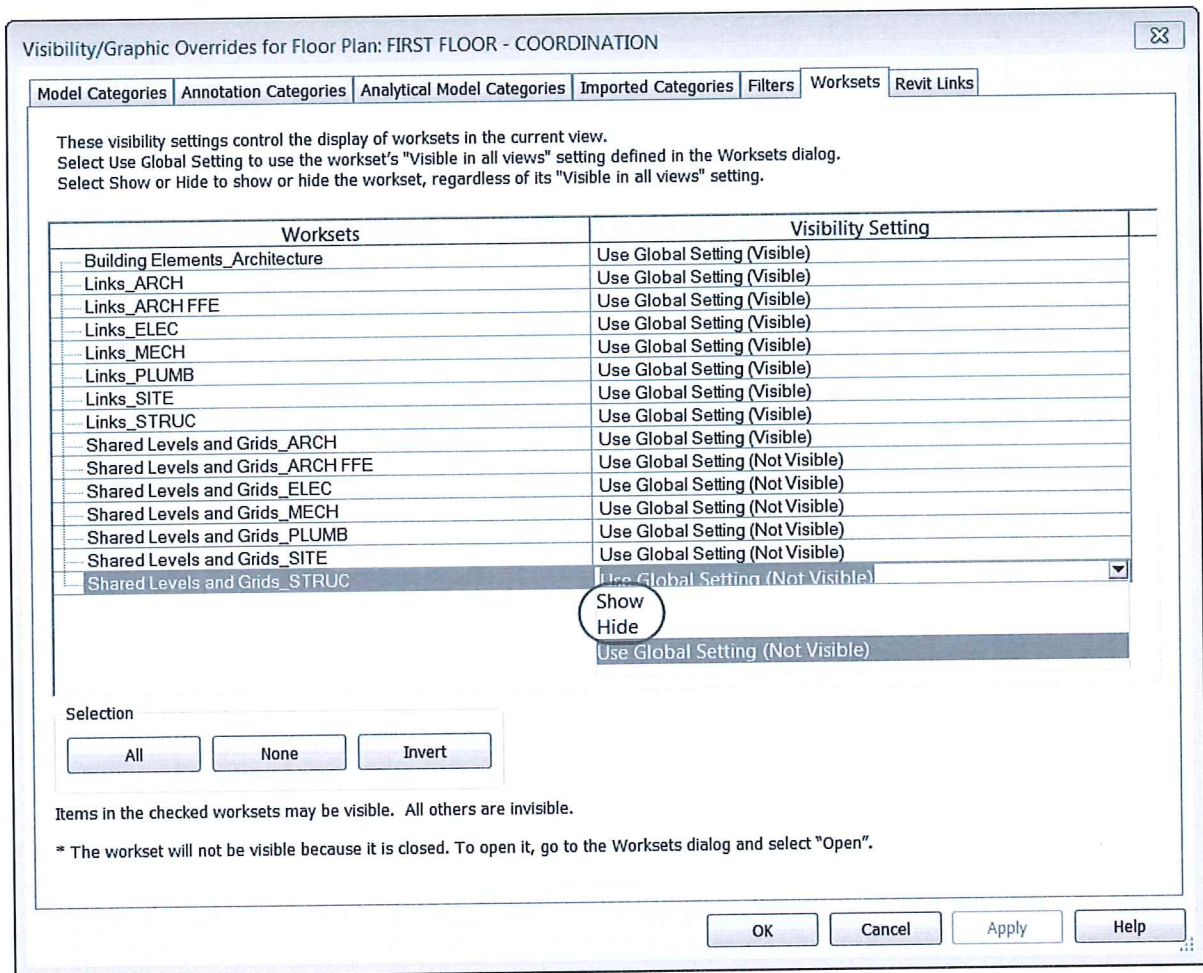 Visibility/Graphic Overrides for Floor Plan: FIRST FLOOR - COORDINATION
Model Categories Annotation Categories Analytical Model Categories Imported Categories Filters Worksets Revit Links
These visibility settings control the display of worksets in the current view.
Select Use Global Setting to use the workset's "Visible in all views" setting defined in the Worksets dialog.
Select Show or Hide to show or hide the workset, regardless of its "Visible in all views" setting.
Worksets Visibility Setting
Building Elements_Architecture Use Global Setting (Visible)
Links_ARCH Use Global Setting (Visible)
Links_ARCH FFE Use Global Setting (Visible)
Links_ELEC Use Global Setting (Visible)
Links_MECH Use Global Setting (Visible)
Links_PLUMB Use Global Setting (Visible)
Links_SITE Use Global Setting (Visible)
Links_STRUC Use Global Setting (Visible)
Shared Levels and Grids_ARCH Use Global Setting (Visible)
Shared Levels and Grids_ARCH FFE Use Global Setting (Not Visible)
Shared Levels and Grids_ELEC Use Global Setting (Not Visible)
Shared Levels and Grids_MECH Use Global Setting (Not Visible)
Shared Levels and Grids_PLUMB Use Global Setting (Not Visible)
Shared Levels and Grids_SITE Use Global Setting (Not Visible)
Shared Levels and Grids_STRUC Use Global Setting (Not Visible)
Show
Hide
Use Global Setting (Not Visible)
Selection
All None Invert
Items in the checked worksets may be visible. All others are invisible.
* The workset will not be visible because it is closed. To open it, go to the Worksets dialog and select “Open”.
OK Cancel Apply Help